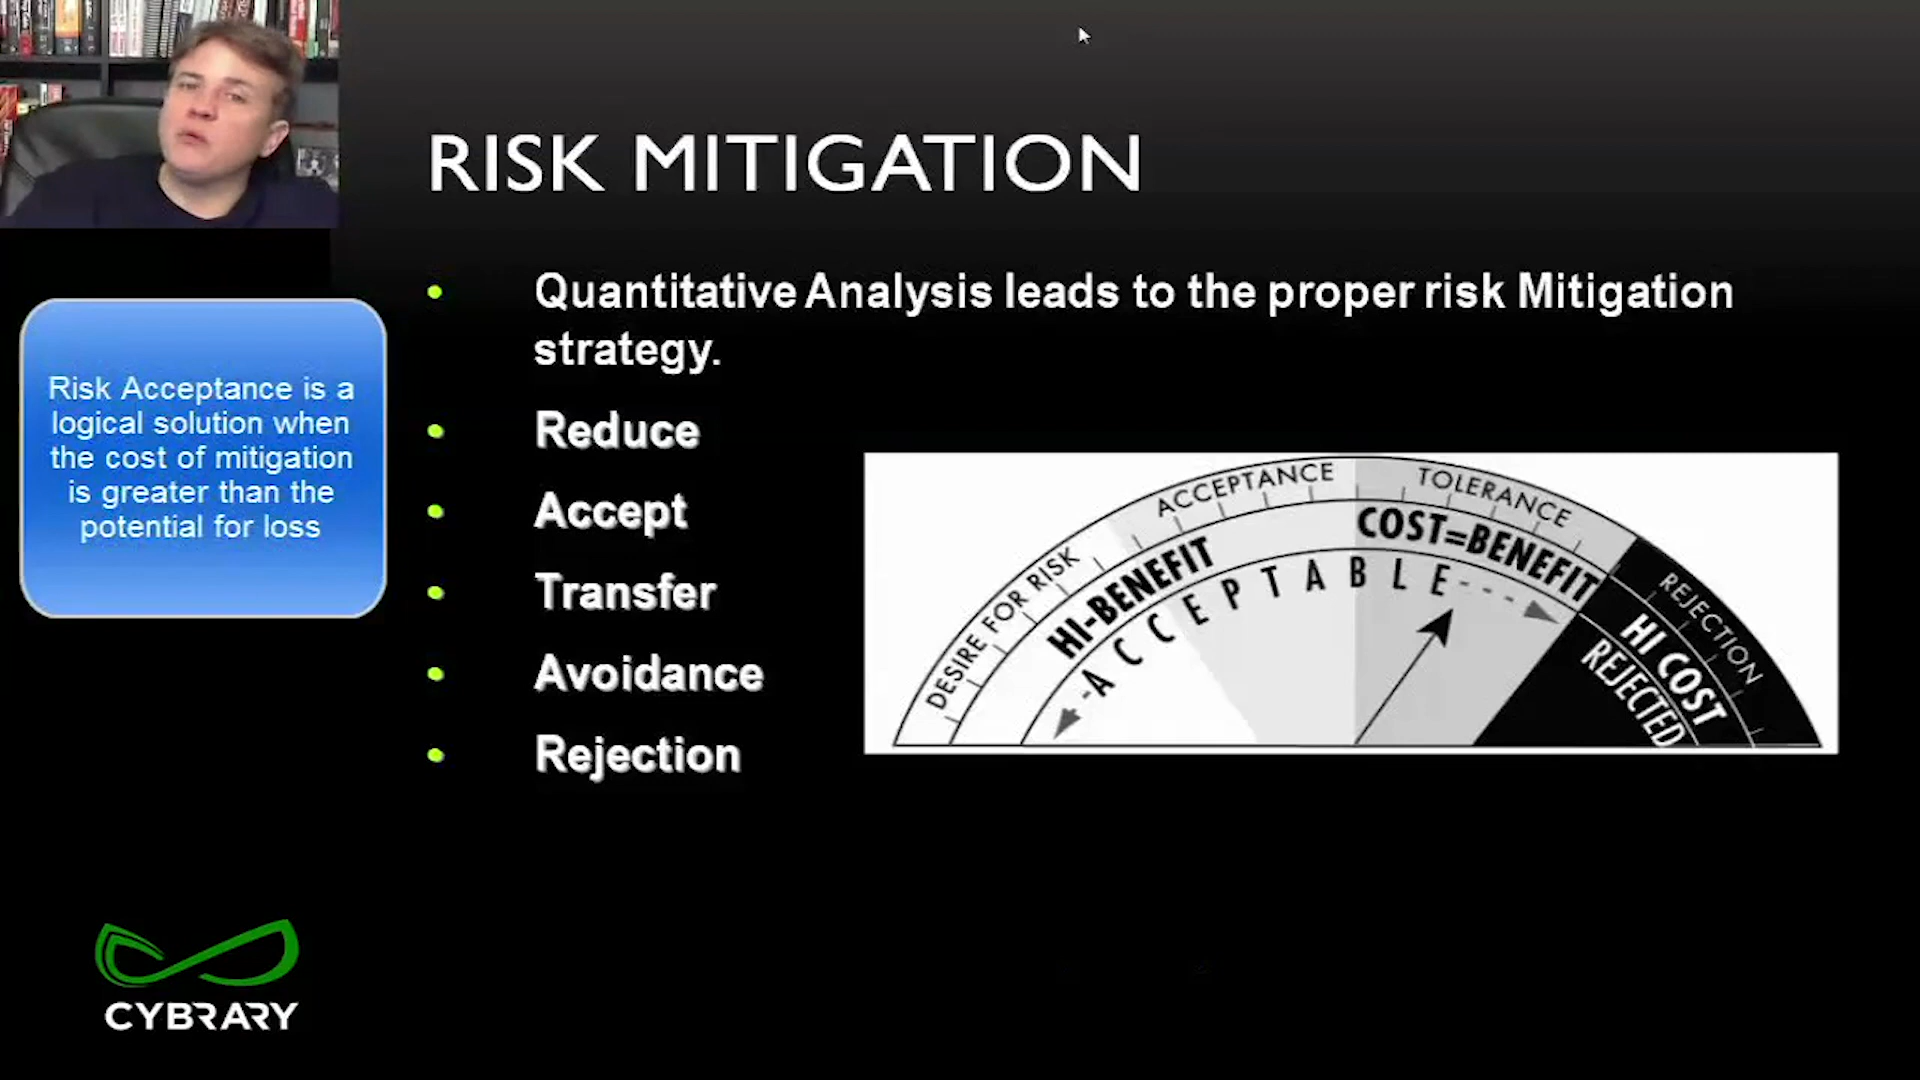 RISK MITIGATION
Quantitative Analysis leads to the proper risk Mitigation
strategy.
Reduce
Accept
Transfer
Avoidance
Rejection
Risk Acceptance is a
logical solution when
the cost of mitigation
is greater than the
potential for loss
DESIRE FOR RISK
ACCEPTANCE
TOLERANCE
REJECTION
HI-BENEFIT
COST=BENEFIT
HI COST
ACCEPTABLE
REJECTED
CYBRARY